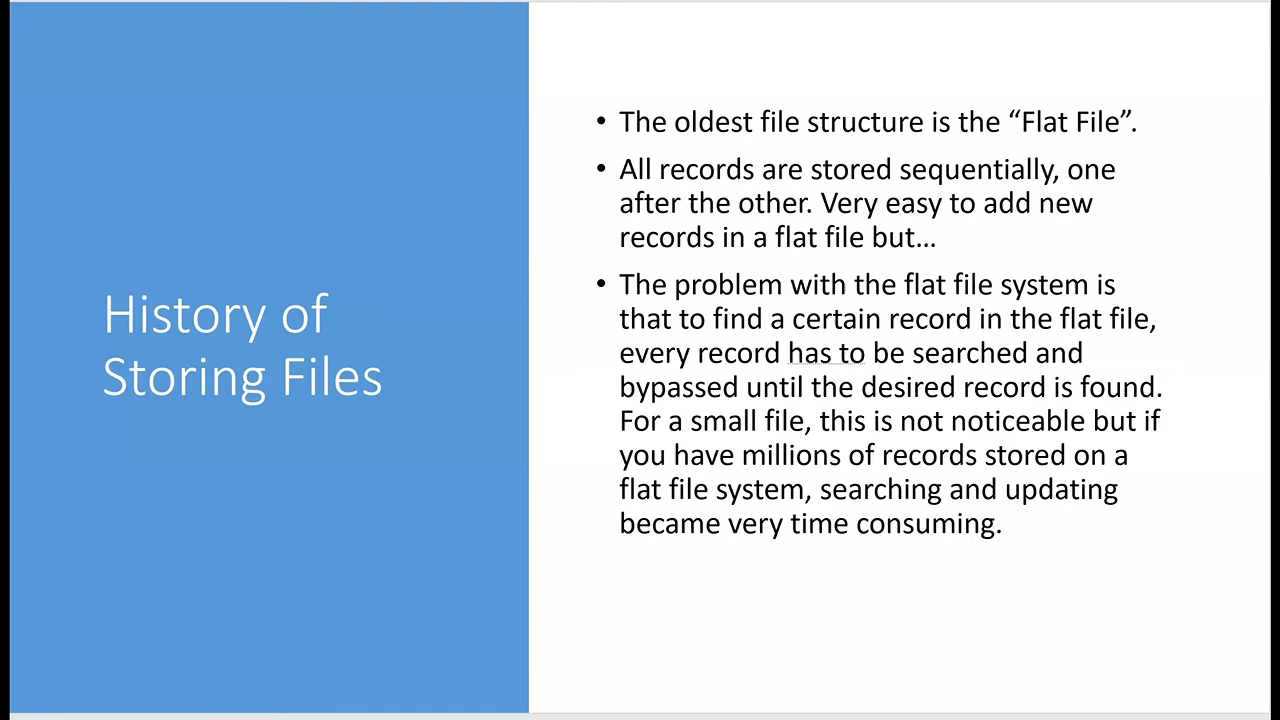 History of
Storing Files
• The oldest file structure is the “Flat File”.
• All records are stored sequentially, one
after the other. Very easy to add new
records in a flat file but…
• The problem with the flat file system is
that to find a certain record in the flat file,
every record has to be searched and
bypassed until the desired record is found.
For a small file, this is not noticeable but if
you have millions of records stored on a
flat file system, searching and updating
became very time consuming.